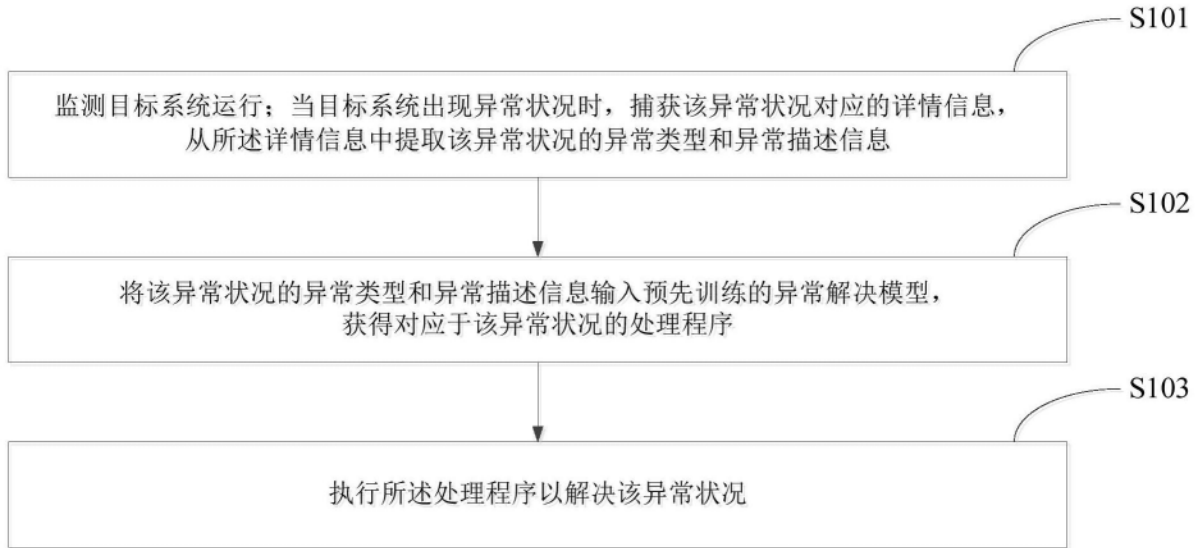 S101
监测目标系统运行；当目标系统出现异常状况时，捕获该异常状况对应的详情信息，
从所述详情信息中提取该异常状况的异常类型和异常描述信息
S102
将该异常状况的异常类型和异常描述信息输入预先训练的异常解决模型，
获得对应于该异常状况的处理程序
S103
执行所述处理程序以解决该异常状况